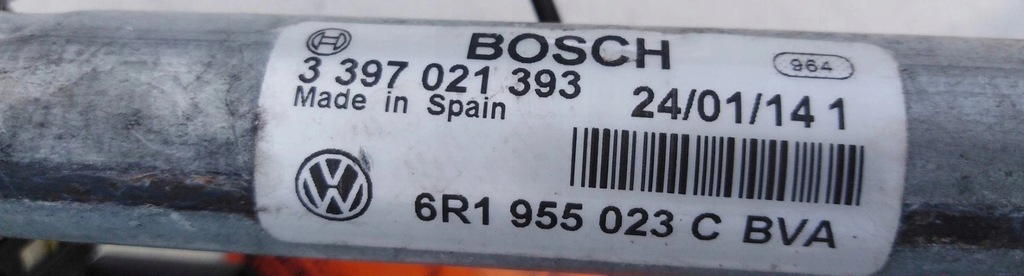 BOSCH 964
3 397 021 393
Made in Spain 24/01/14 1
6R1 955 023 C BVA